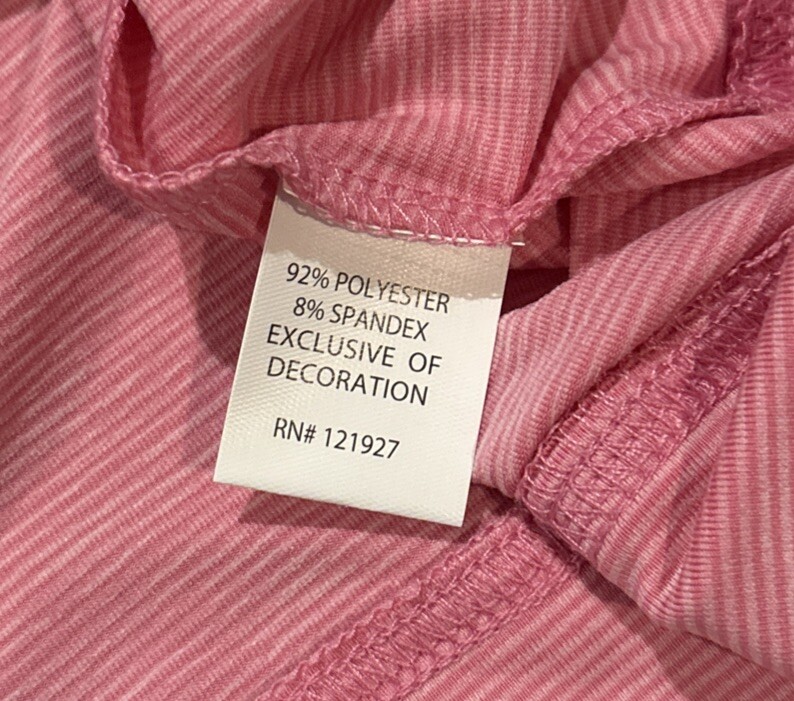 92% POLYESTER
8% SPANDEX
EXCLUSIVE OF
DECORATION
RN# 121927